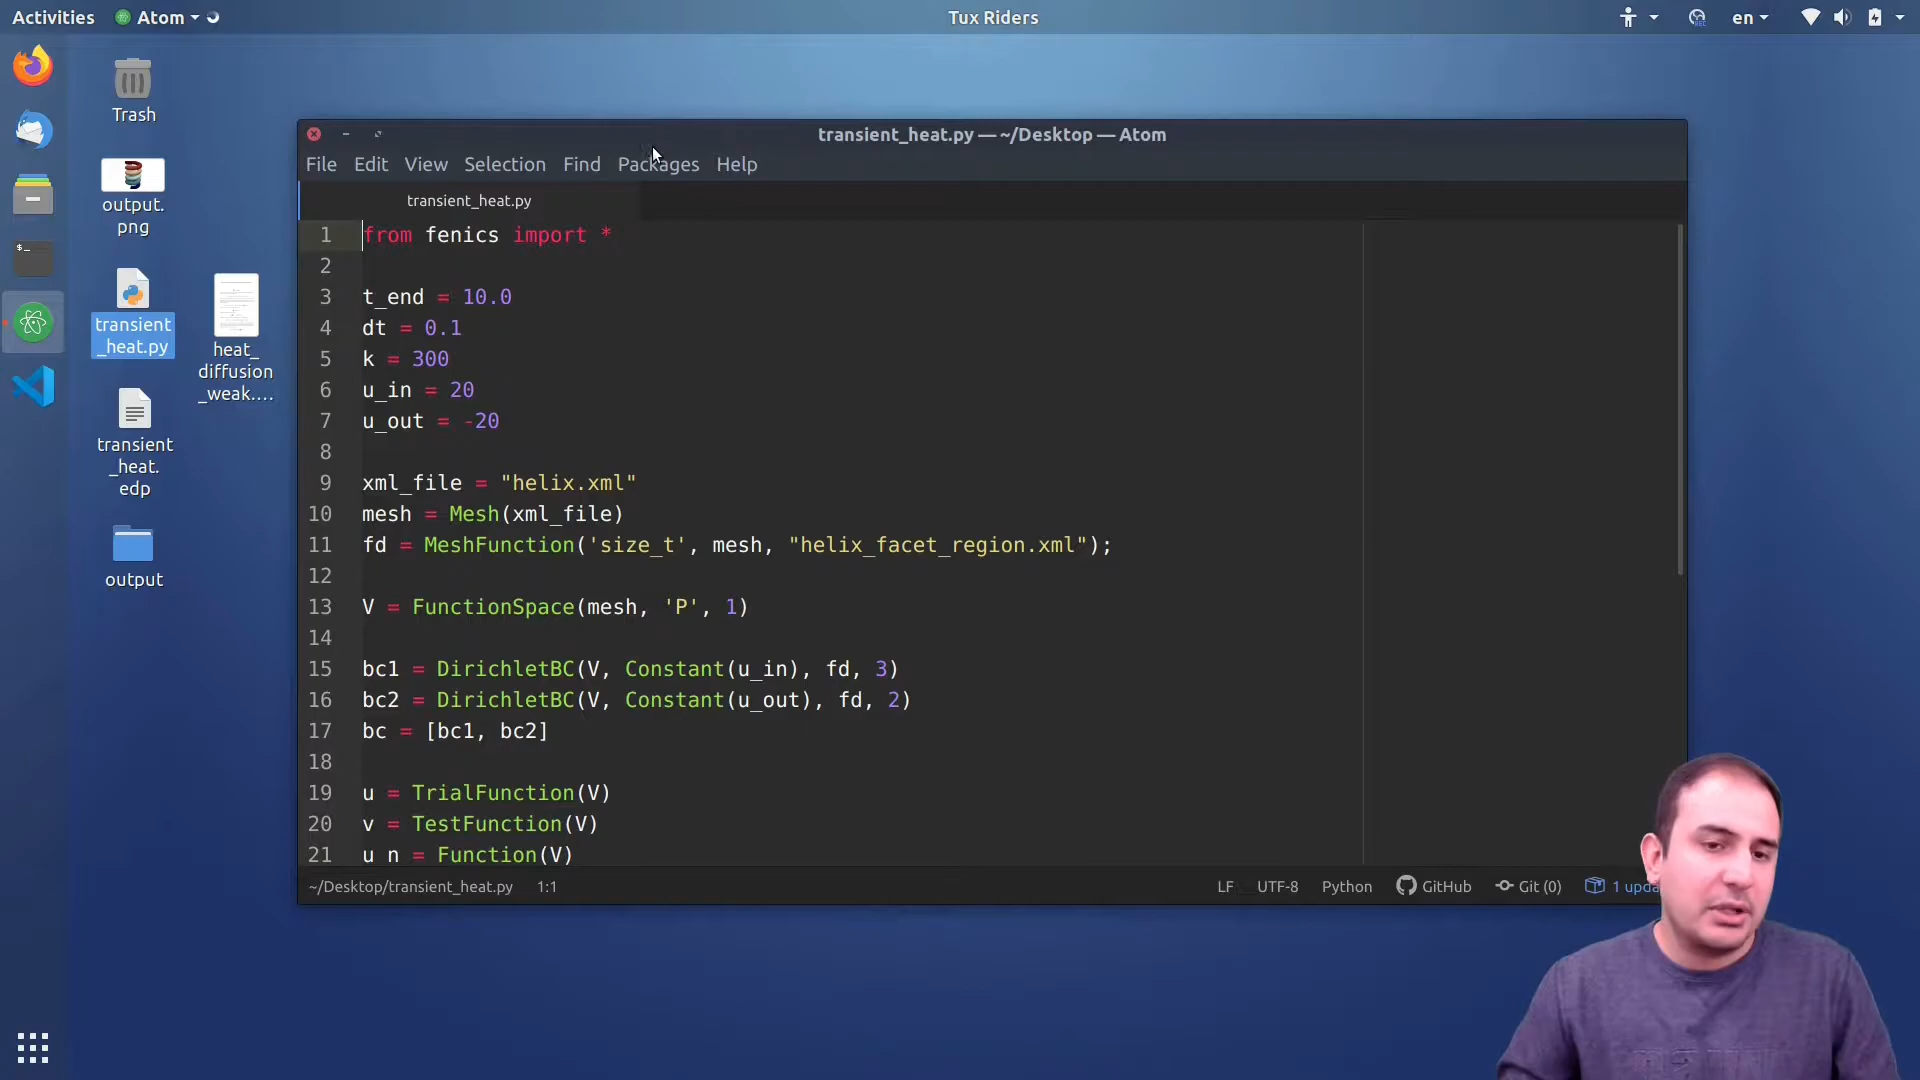 Activities
Atom
Tux Riders
en
Trash
output.
png
transient
_heat.py
heat_
diffusion
_weak....
transient
_heat.
edp
output
transient_heat.py — ~/Desktop — Atom
File Edit View Selection Find Packages Help
transient_heat.py
1 from fenics import *
2
3 t_end = 10.0
4 dt = 0.1
5 k = 300
6 u_in = 20
7 u_out = -20
8
9 xml_file = "helix.xml"
10 mesh = Mesh(xml_file)
11 fd = MeshFunction('size_t', mesh, "helix_facet_region.xml");
12
13 V = FunctionSpace(mesh, 'P', 1)
14
15 bc1 = DirichletBC(V, Constant(u_in), fd, 3)
16 bc2 = DirichletBC(V, Constant(u_out), fd, 2)
17 bc = [bc1, bc2]
18
19 u = TrialFunction(V)
20 v = TestFunction(V)
21 u_n = Function(V)
~/Desktop/transient_heat.py 1:1
LF UTF-8 Python GitHub Git (0) 1 upda